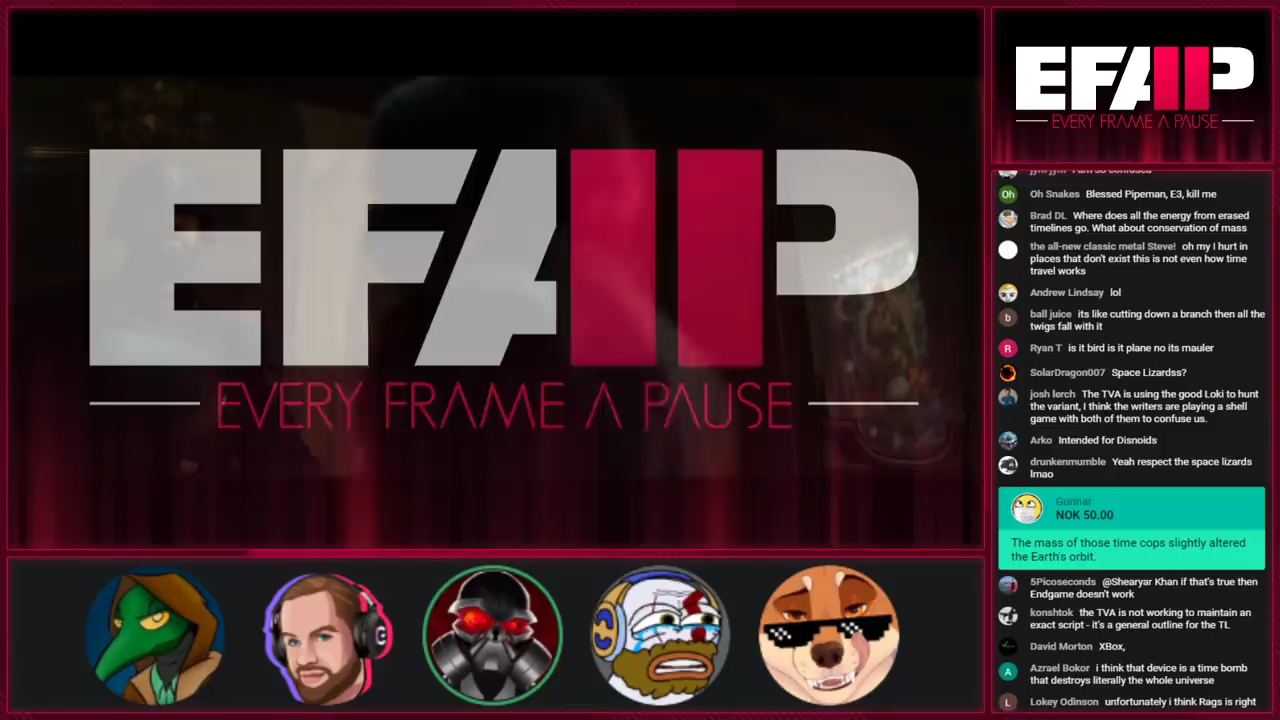 EFAP
EVERY FRAME A PAUSE
EFAP
EVERY FRAME A PAUSE
Oh
Oh Snakes Blessed Pipeman, E3, kill me
Brad DL Where does all the energy from erased
timelines go. What about conservation of mass
the all-new classic metal Steve! oh my I hurt in
places that don't exist this is not even how time
travel works
Andrew Lindsay lol
b
ball juice its like cutting down a branch then all the
twigs fall with it
R
Ryan T is it bird is it plane no its mauler
SolarDragon007 Space Lizardss?
josh lerch The TVA is using the good Loki to hunt
the variant, I think the writers are playing a shell
game with both of them to confuse us.
Arko Intended for Disnoids
drunkenmumble Yeah respect the space lizards
lmao
Gunnar
NOK 50.00
The mass of those time cops slightly altered
the Earth's orbit.
5Picoseconds @Shearyar Khan if that's true then
Endgame doesn't work
konshtok the TVA is not working to maintain an
exact script - it's a general outline for the TL
David Morton XBox,
A
Azrael Bokor i think that device is a time bomb
that destroys literally the whole universe
L
Lokey Odinson unfortunately i think Rags is right